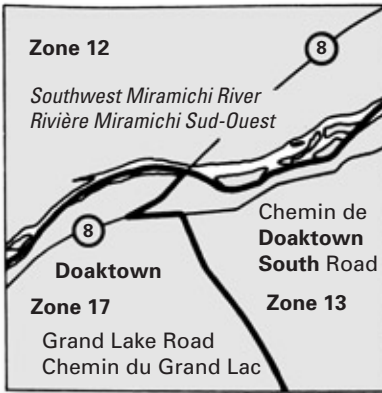 Zone 12
8
Southwest Miramichi River
Rivière Miramichi Sud-Ouest
8
Chemin de
Doaktown
South Road
Doaktown
Zone 17
Zone 13
Grand Lake Road
Chemin du Grand Lac